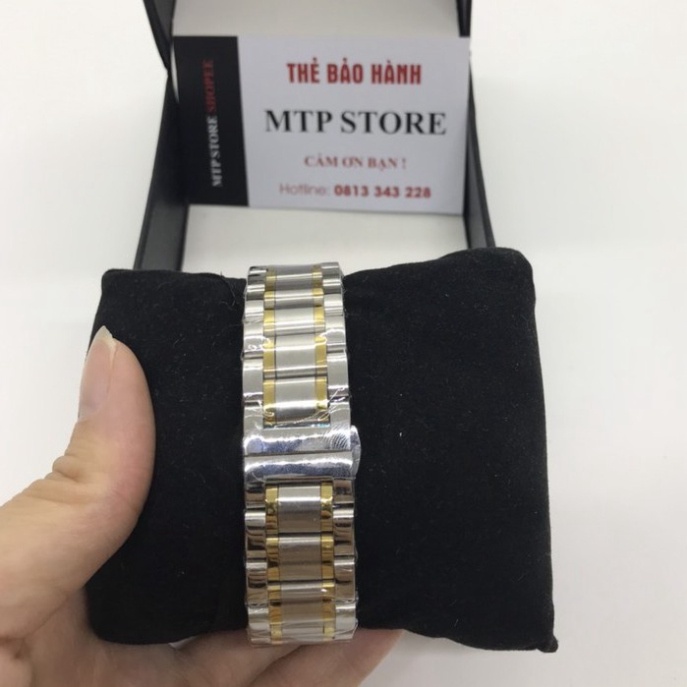 THẺ BẢO HÀNH
MTP STORE
CẢM ƠN BẠN !
Hotline: 0813 343 228
MTP STORE SHOPEE